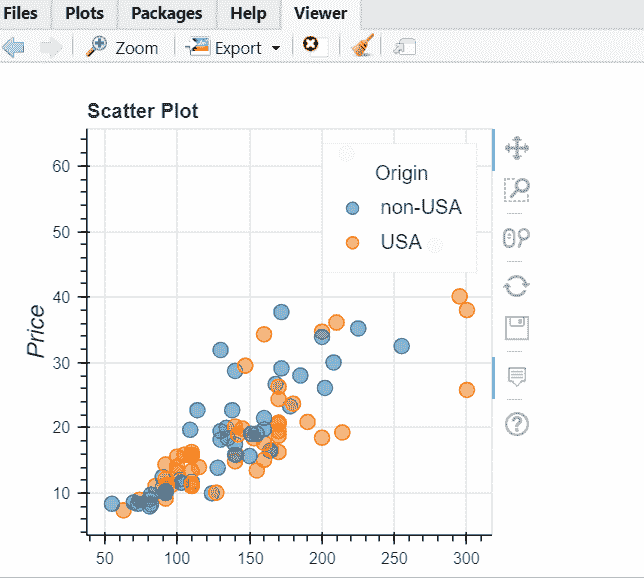 Files Plots Packages Help Viewer
Zoom Export
Scatter Plot
Origin
non-USA
USA
Price
60
50
40
30
20
10
50 100 150 200 250 300